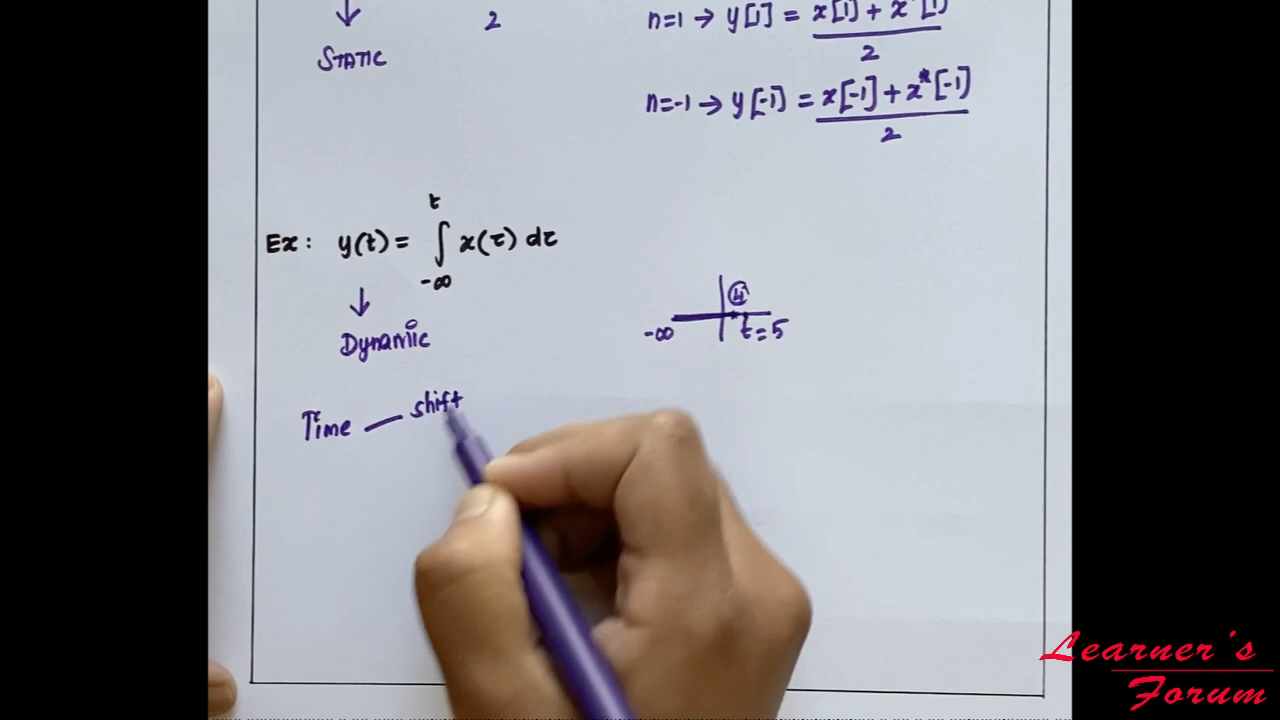 ↓
2
STATIC
n=1 → y[1] = x[1] + x*[1]
2
n=-1 → y[-1] = x[-1] + x*[-1]
2
t
Ex : y(t) = ∫ x(τ) dτ
-∞
↓
Dynamic
4
-∞ t=5
Time — shift
Learner's
Forum